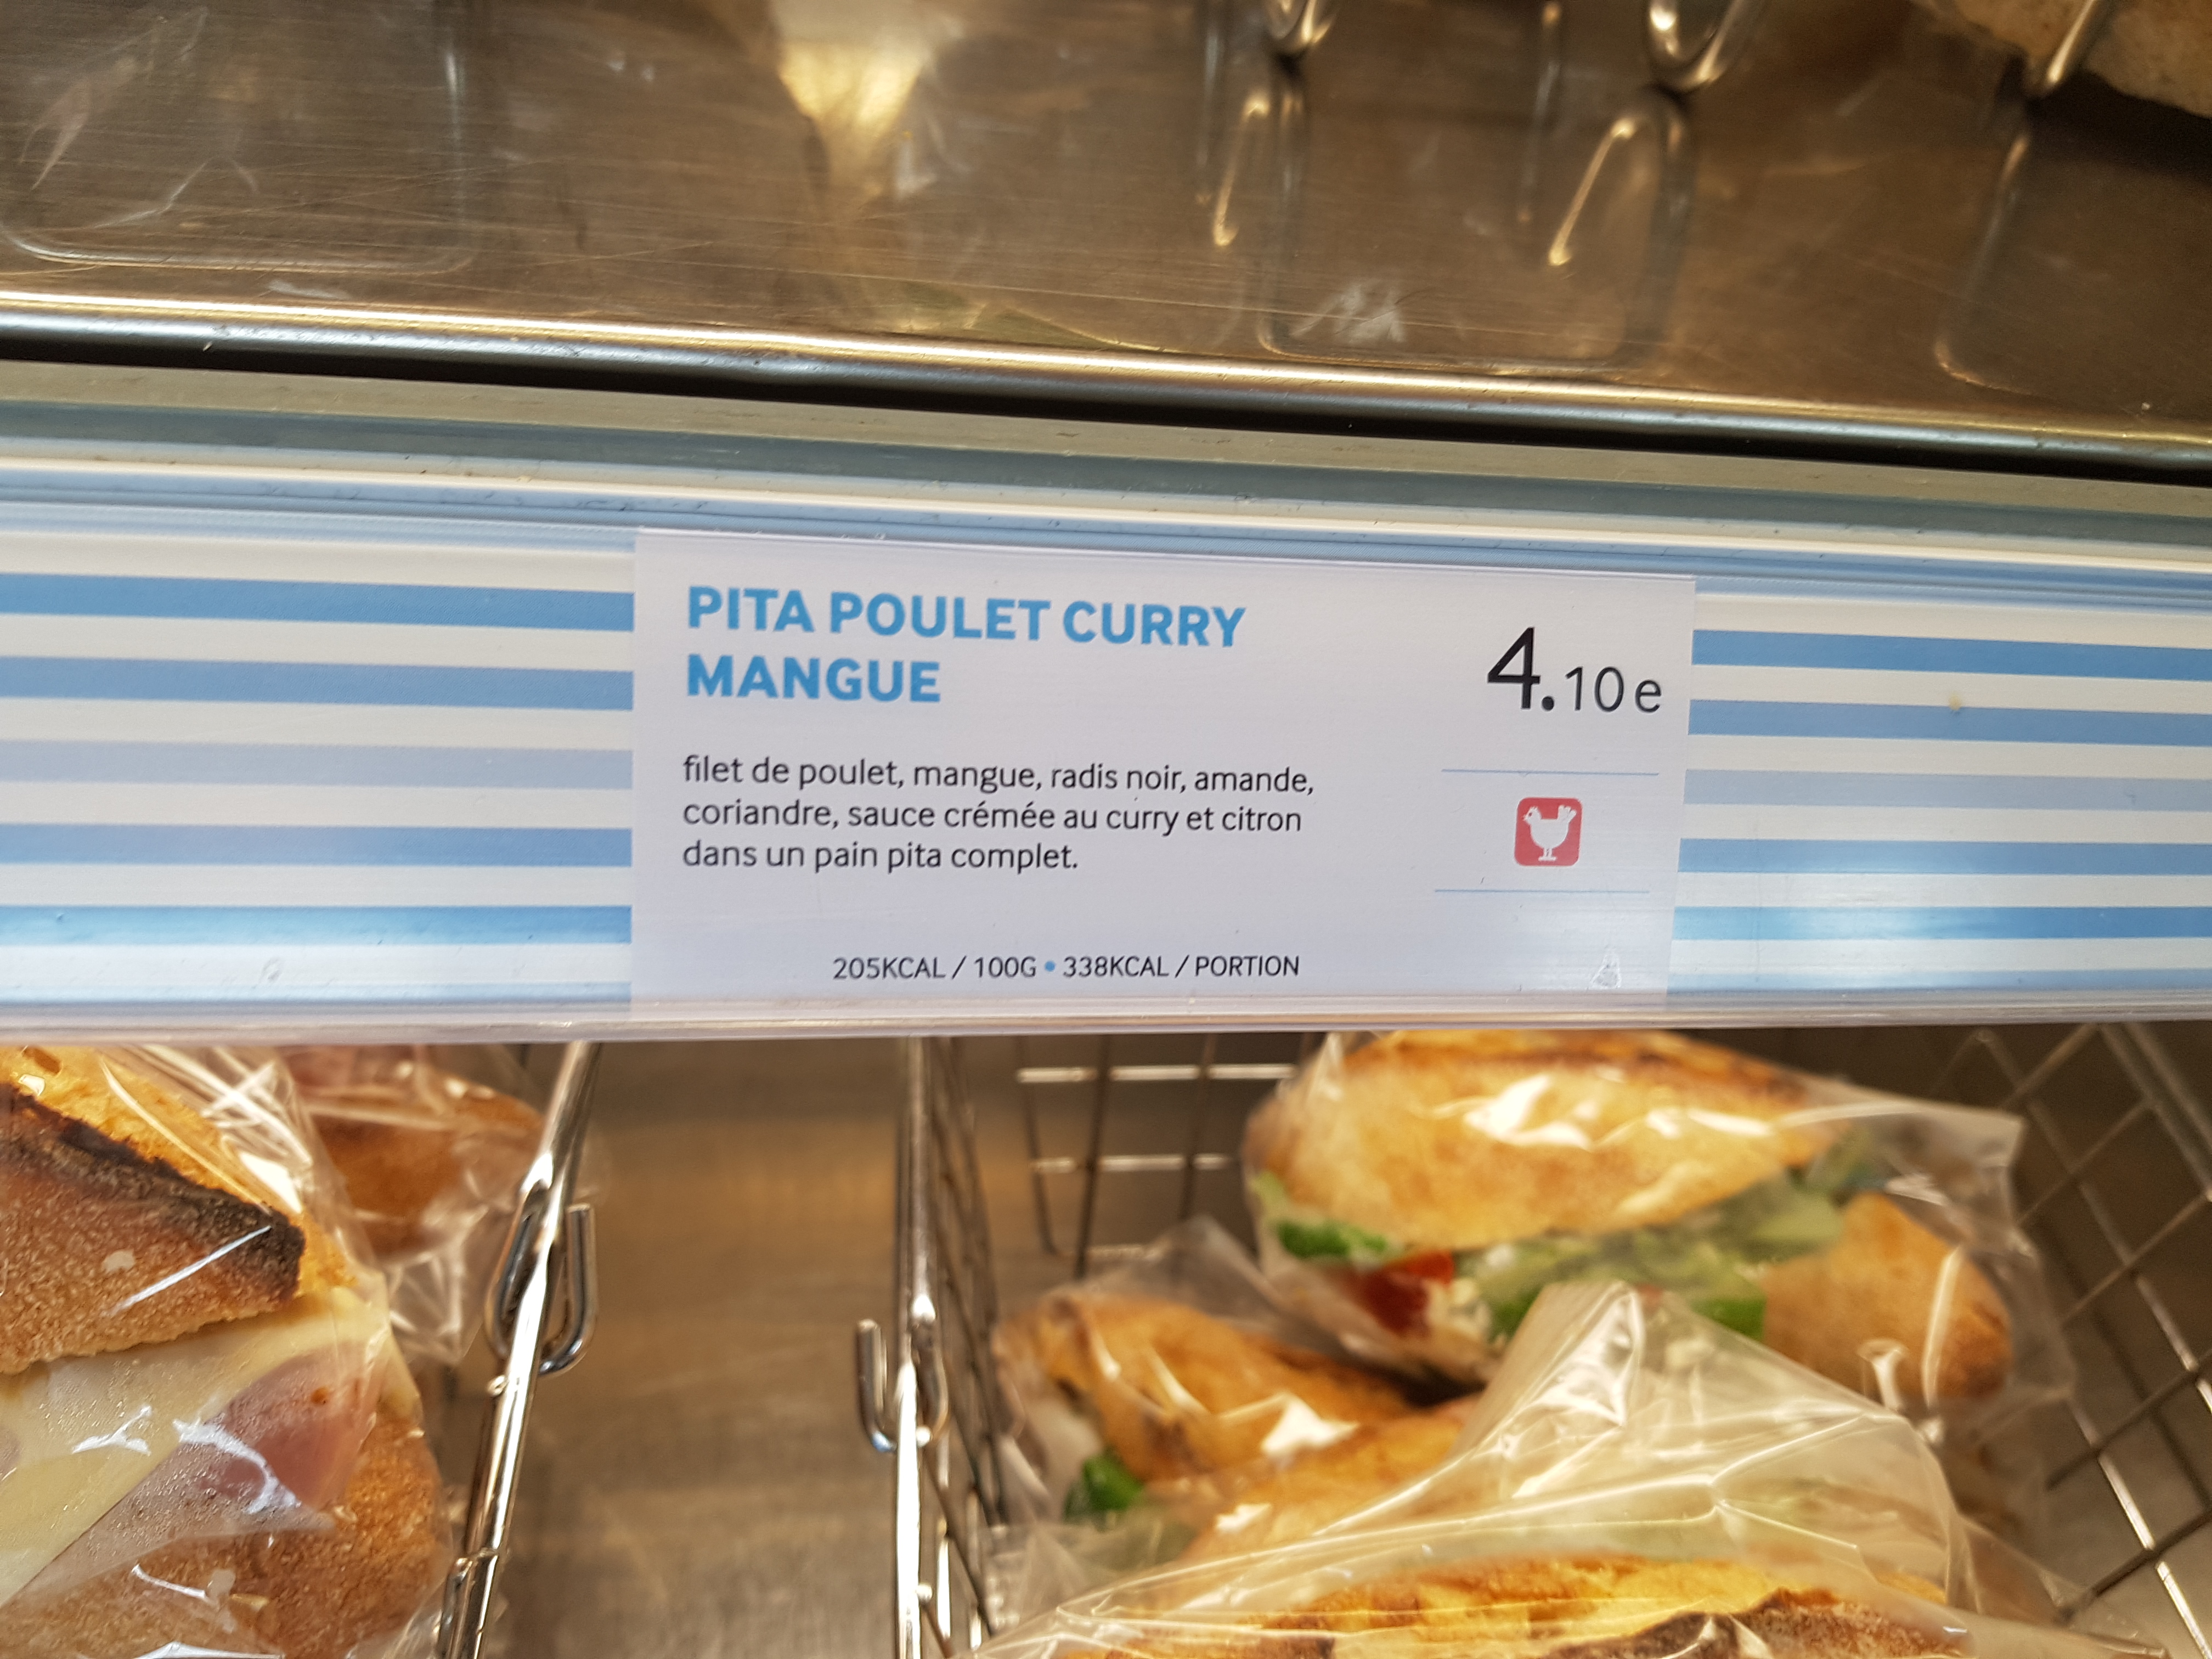 PITA POULET CURRY
MANGUE
4.10e
filet de poulet, mangue, radis noir, amande,
coriandre, sauce crémée au curry et citron
dans un pain pita complet.
205KCAL / 100G • 338KCAL / PORTION